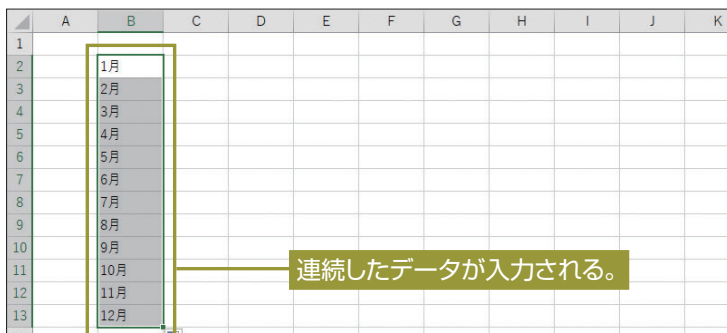 A B C D E F G H I J K
1
2 1月
3 2月
4 3月
5 4月
6 5月
7 6月
8 7月
9 8月
10 9月
11 10月
12 11月
13 12月
連続したデータが入力される。